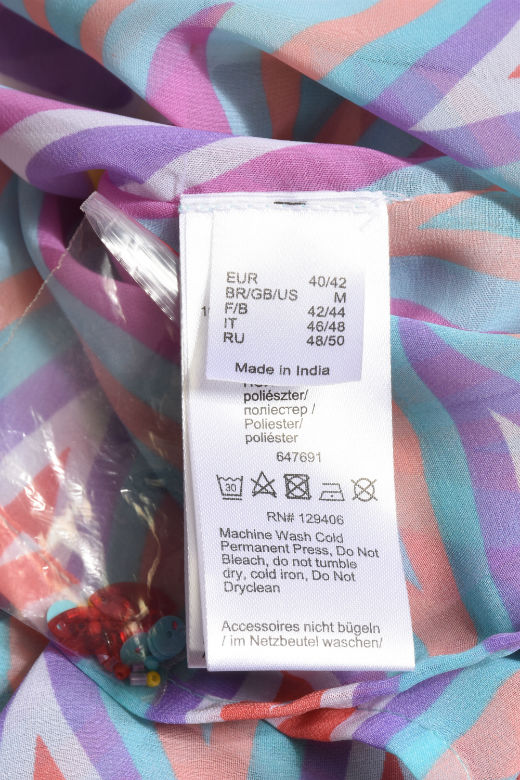 EUR 40/42
BR/GB/US M
F/B 42/44
IT 46/48
RU 48/50
Made in India
poliészter/
полiестер /
Poliester/
poliéster
647691
30
RN# 129406
Machine Wash Cold
Permanent Press, Do Not
Bleach, do not tumble
dry, cold iron, Do Not
Dryclean
Accessoires nicht bügeln
/ im Netzbeutel waschen/